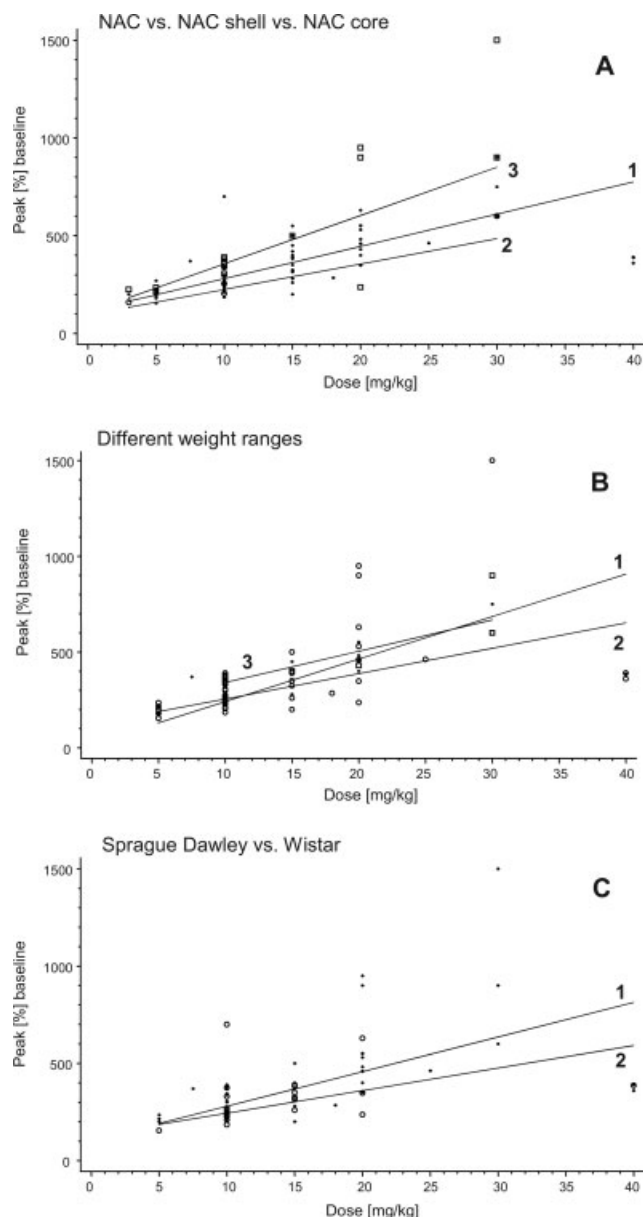 NAC vs. NAC shell vs. NAC core
A
1500
1000
500
0
Peak [%] baseline
3
1
2
0 5 10 15 20 25 30 35 40
Dose [mg/kg]
Different weight ranges
B
1500
1000
500
0
Peak [%] baseline
1
2
3
0 5 10 15 20 25 30 35 40
Dose [mg/kg]
Sprague Dawley vs. Wistar
C
1500
1000
500
0
Peak [%] baseline
1
2
0 5 10 15 20 25 30 35 40
Dose [mg/kg]